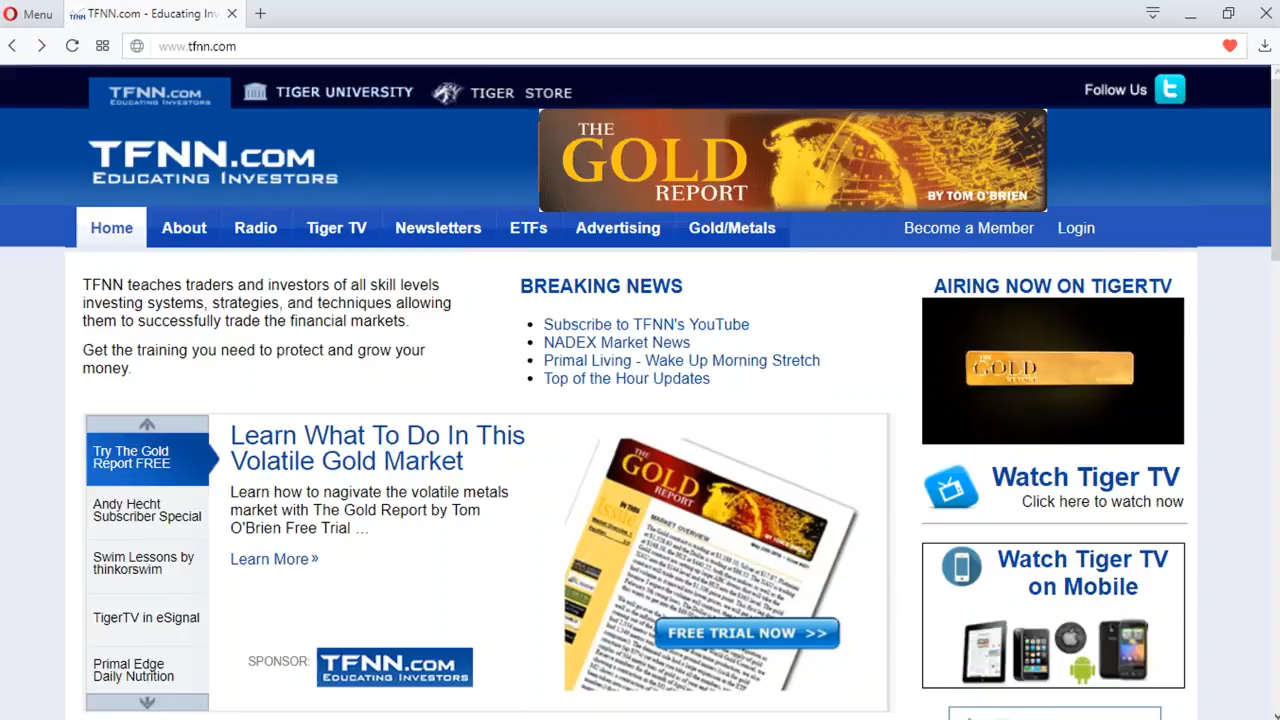 Menu
TFNN.com - Educating Inv
www.tfnn.com
TFNN.COM
EDUCATING INVESTORS
TIGER UNIVERSITY
TIGER STORE
Follow Us
TFNN.COM
EDUCATING INVESTORS
THE
GOLD
REPORT
BY TOM O'BRIEN
Home
About
Radio
Tiger TV
Newsletters
ETFs
Advertising
Gold/Metals
Become a Member
Login
TFNN teaches traders and investors of all skill levels
investing systems, strategies, and techniques allowing
them to successfully trade the financial markets.
Get the training you need to protect and grow your
money.
BREAKING NEWS
Subscribe to TFNN's YouTube
NADEX Market News
Primal Living - Wake Up Morning Stretch
Top of the Hour Updates
AIRING NOW ON TIGERTV
THE
GOLD
Watch Tiger TV
Click here to watch now
Watch Tiger TV
on Mobile
Try The Gold
Report FREE
Andy Hecht
Subscriber Special
Swim Lessons by
thinkorswim
TigerTV in eSignal
Primal Edge
Daily Nutrition
Learn What To Do In This
Volatile Gold Market
Learn how to nagivate the volatile metals
market with The Gold Report by Tom
O'Brien Free Trial ...
Learn More »
SPONSOR:
TFNN.COM
EDUCATING INVESTORS
THE
GOLD
REPORT
MARKET OVERVIEW
FREE TRIAL NOW >>